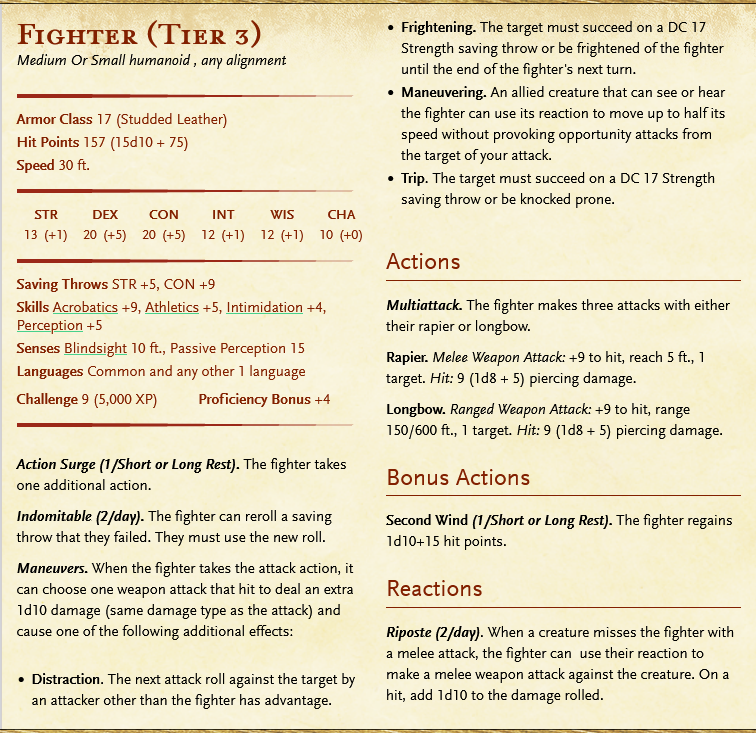 Fighter (Tier 3)
Medium Or Small humanoid , any alignment
Armor Class 17 (Studded Leather)
Hit Points 157 (15d10 + 75)
Speed 30 ft.
STR DEX CON INT WIS CHA
13 (+1) 20 (+5) 20 (+5) 12 (+1) 12 (+1) 10 (+0)
Saving Throws STR +5, CON +9
Skills Acrobatics +9, Athletics +5, Intimidation +4,
Perception +5
Senses Blindsight 10 ft., Passive Perception 15
Languages Common and any other 1 language
Challenge 9 (5,000 XP) Proficiency Bonus +4
Action Surge (1/Short or Long Rest). The fighter takes
one additional action.
Indomitable (2/day). The fighter can reroll a saving
throw that they failed. They must use the new roll.
Maneuvers. When the fighter takes the attack action, it
can choose one weapon attack that hit to deal an extra
1d10 damage (same damage type as the attack) and
cause one of the following additional effects:
• Distraction. The next attack roll against the target by
an attacker other than the fighter has advantage.
• Frightening. The target must succeed on a DC 17
Strength saving throw or be frightened of the fighter
until the end of the fighter's next turn.
• Maneuvering. An allied creature that can see or hear
the fighter can use its reaction to move up to half its
speed without provoking opportunity attacks from
the target of your attack.
• Trip. The target must succeed on a DC 17 Strength
saving throw or be knocked prone.
Actions
Multiattack. The fighter makes three attacks with either
their rapier or longbow.
Rapier. Melee Weapon Attack: +9 to hit, reach 5 ft., 1
target. Hit: 9 (1d8 + 5) piercing damage.
Longbow. Ranged Weapon Attack: +9 to hit, range
150/600 ft., 1 target. Hit: 9 (1d8 + 5) piercing damage.
Bonus Actions
Second Wind (1/Short or Long Rest). The fighter regains
1d10+15 hit points.
Reactions
Riposte (2/day). When a creature misses the fighter with
a melee attack, the fighter can use their reaction to
make a melee weapon attack against the creature. On a
hit, add 1d10 to the damage rolled.